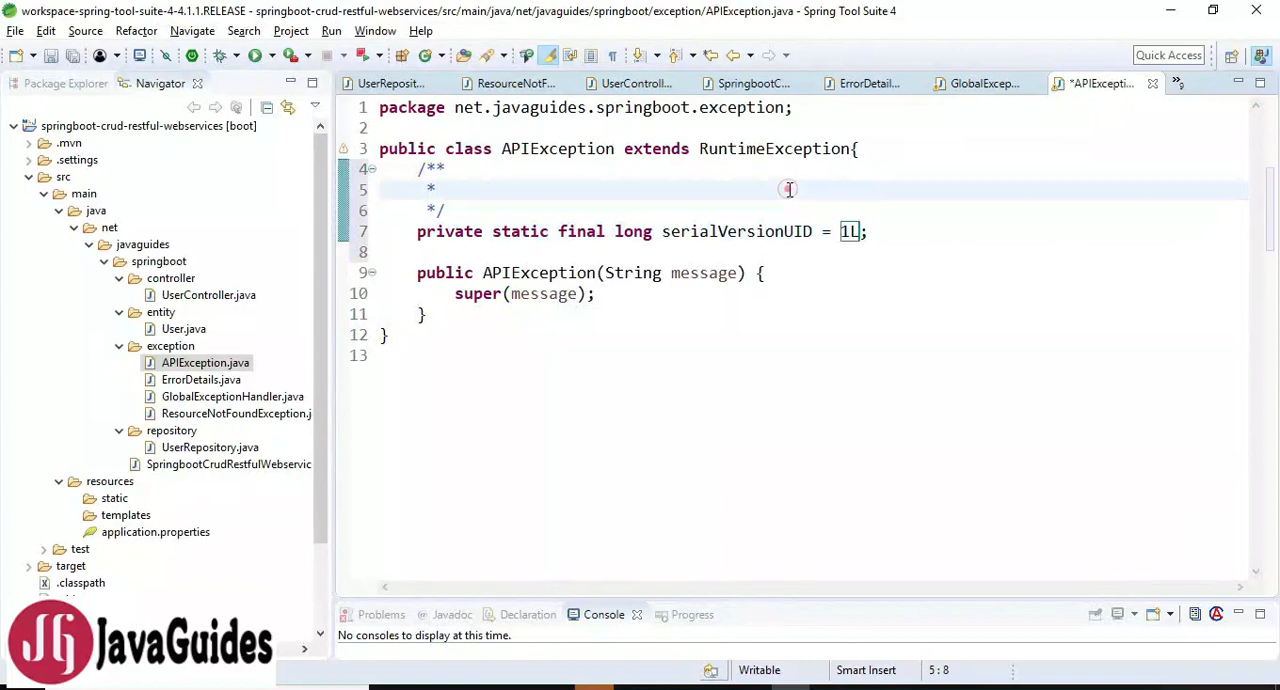 workspace-spring-tool-suite-4-4.1.1.RELEASE - springboot-crud-restful-webservices/src/main/java/net/javaguides/springboot/exception/APIException.java - Spring Tool Suite 4
File Edit Source Refactor Navigate Search Project Run Window Help
Quick Access
Package Explorer Navigator
UserReposit... ResourceNotF... UserControll... SpringbootC... ErrorDetail... GlobalExcep... *APIExcepti... »9
springboot-crud-restful-webservices [boot]
.mvn
.settings
src
main
java
net
javaguides
springboot
controller
UserController.java
entity
User.java
exception
APIException.java
ErrorDetails.java
GlobalExceptionHandler.java
ResourceNotFoundException.j
repository
UserRepository.java
SpringbootCrudRestfulWebservic
resources
static
templates
application.properties
test
target
.classpath
1 package net.javaguides.springboot.exception;
2
3 public class APIException extends RuntimeException{
4 /**
5 *
6 */
7 private static final long serialVersionUID = 1L;
8
9 public APIException(String message) {
10 super(message);
11 }
12 }
13
Problems Javadoc Declaration Console Progress
No consoles to display at this time.
JavaGuides
Writable Smart Insert 5 : 8